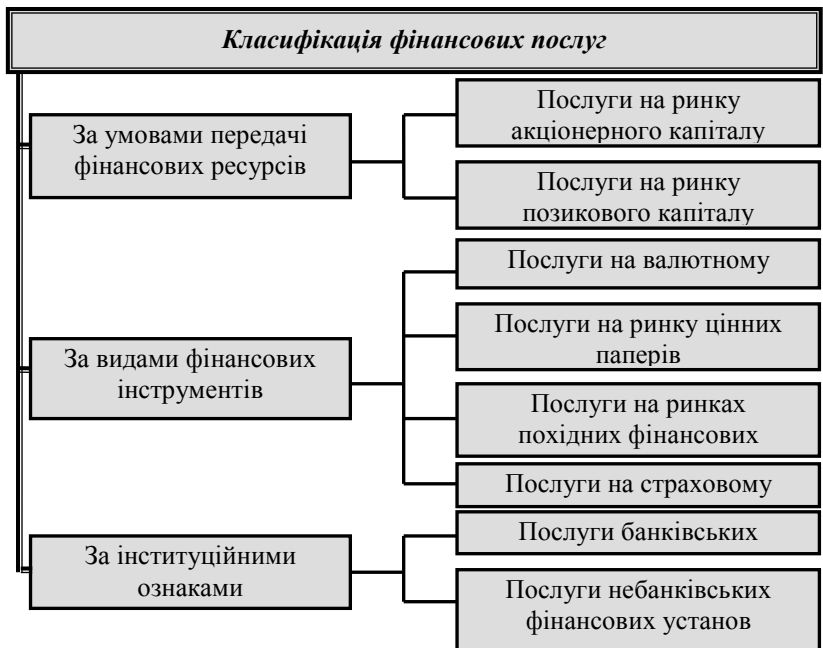 Класифікація фінансових послуг
За умовами передачі
фінансових ресурсів
Послуги на ринку
акціонерного капіталу
Послуги на ринку
позикового капіталу
За видами фінансових
інструментів
Послуги на валютному
Послуги на ринку цінних
паперів
Послуги на ринках
похідних фінансових
Послуги на страховому
За інституційними
ознаками
Послуги банківських
Послуги небанківських
фінансових установ